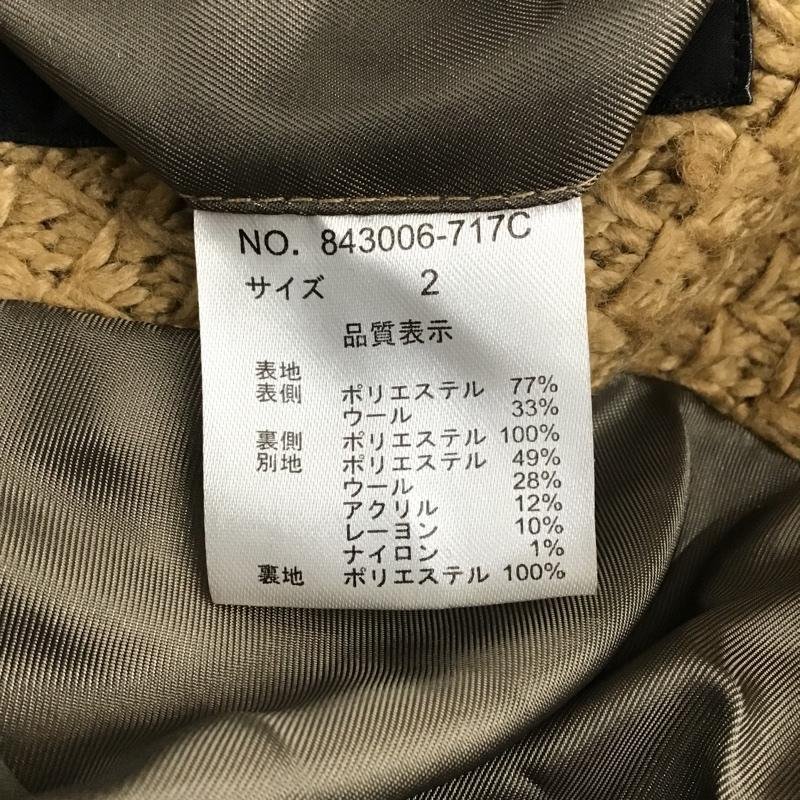 NO. 843006-717C
サイズ 2
品質表示
表地
表側 ポリエステル 77%
ウール 33%
裏側 ポリエステル 100%
別地 ポリエステル 49%
ウール 28%
アクリル 12%
レーヨン 10%
ナイロン 1%
裏地 ポリエステル 100%